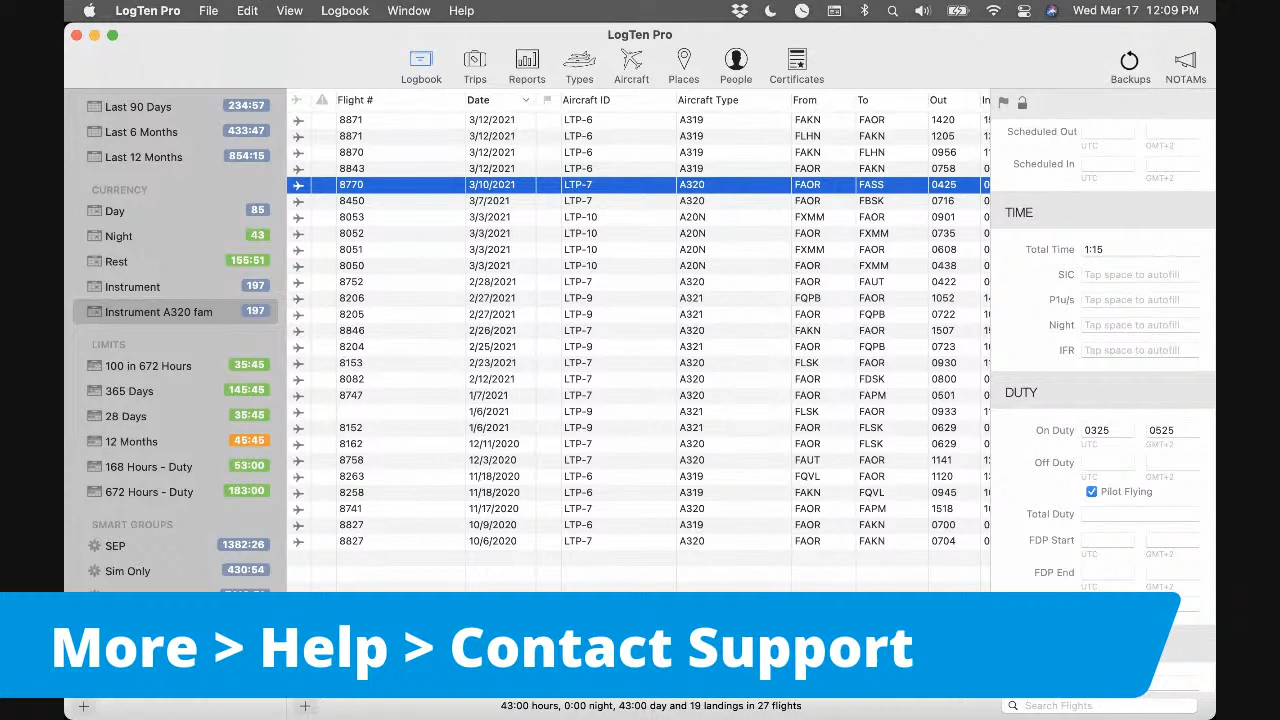 LogTen Pro File Edit View Logbook Window Help Wed Mar 17 12:09 PM
LogTen Pro
Logbook Trips Reports Types Aircraft Places People Certificates Backups NOTAMs
Last 90 Days 234:57
Last 6 Months 433:47
Last 12 Months 854:15
CURRENCY
Day 85
Night 43
Rest 155:51
Instrument 197
Instrument A320 fam 197
LIMITS
100 in 672 Hours 35:45
365 Days 145:45
28 Days 35:45
12 Months 45:45
168 Hours - Duty 53:00
672 Hours - Duty 183:00
SMART GROUPS
SEP 1382:26
Sim Only 430:54
Flight # Date Aircraft ID Aircraft Type From To Out
8871 3/12/2021 LTP-6 A319 FAKN FAOR 1420
8871 3/12/2021 LTP-6 A319 FLHN FAKN 1205
8870 3/12/2021 LTP-6 A319 FAKN FLHN 0956
8843 3/12/2021 LTP-6 A319 FAOR FAKN 0758
8770 3/10/2021 LTP-7 A320 FAOR FASS 0425
8450 3/7/2021 LTP-7 A320 FAOR FBSK 0716
8053 3/3/2021 LTP-10 A20N FXMM FAOR 0901
8052 3/3/2021 LTP-10 A20N FAOR FXMM 0735
8051 3/3/2021 LTP-10 A20N FXMM FAOR 0608
8050 3/3/2021 LTP-10 A20N FAOR FXMM 0438
8752 2/28/2021 LTP-7 A320 FAOR FAUT 0422
8206 2/27/2021 LTP-9 A321 FQPB FAOR 1052
8205 2/27/2021 LTP-9 A321 FAOR FQPB 0722
8846 2/26/2021 LTP-7 A320 FAOR FAKN 1507
8204 2/25/2021 LTP-9 A321 FAOR FQPB 0723
8153 2/23/2021 LTP-7 A320 FLSK FAOR 0930
8082 2/12/2021 LTP-7 A320 FAOR FDSK 0800
8747 1/7/2021 LTP-7 A320 FAOR FAPM 0501
1/6/2021 LTP-9 A321 FLSK FAOR 0933
8152 1/6/2021 LTP-9 A321 FAOR FLSK 0629
8162 12/11/2020 LTP-7 A320 FAOR FLSK 0629
8758 12/3/2020 LTP-7 A320 FAUT FAOR 1141
8263 11/18/2020 LTP-6 A319 FQVL FAOR 1120
8258 11/18/2020 LTP-6 A319 FAKN FQVL 0945
8741 11/17/2020 LTP-7 A320 FAOR FAPM 1518
8827 10/9/2020 LTP-6 A319 FAOR FAKN 0700
8827 10/6/2020 LTP-7 A320 FAOR FAKN 0704
Scheduled Out
UTC GMT+2
Scheduled In
UTC GMT+2
TIME
Total Time 1:15
SIC Tap space to autofill
P1u/s Tap space to autofill
Night Tap space to autofill
IFR Tap space to autofill
DUTY
On Duty 0325 0525
UTC GMT+2
Off Duty
UTC GMT+2
Pilot Flying
Total Duty
FDP Start
UTC GMT+2
FDP End
UTC GMT+2
More > Help > Contact Support
43:00 hours, 0:00 night, 43:00 day and 19 landings in 27 flights
Search Flights